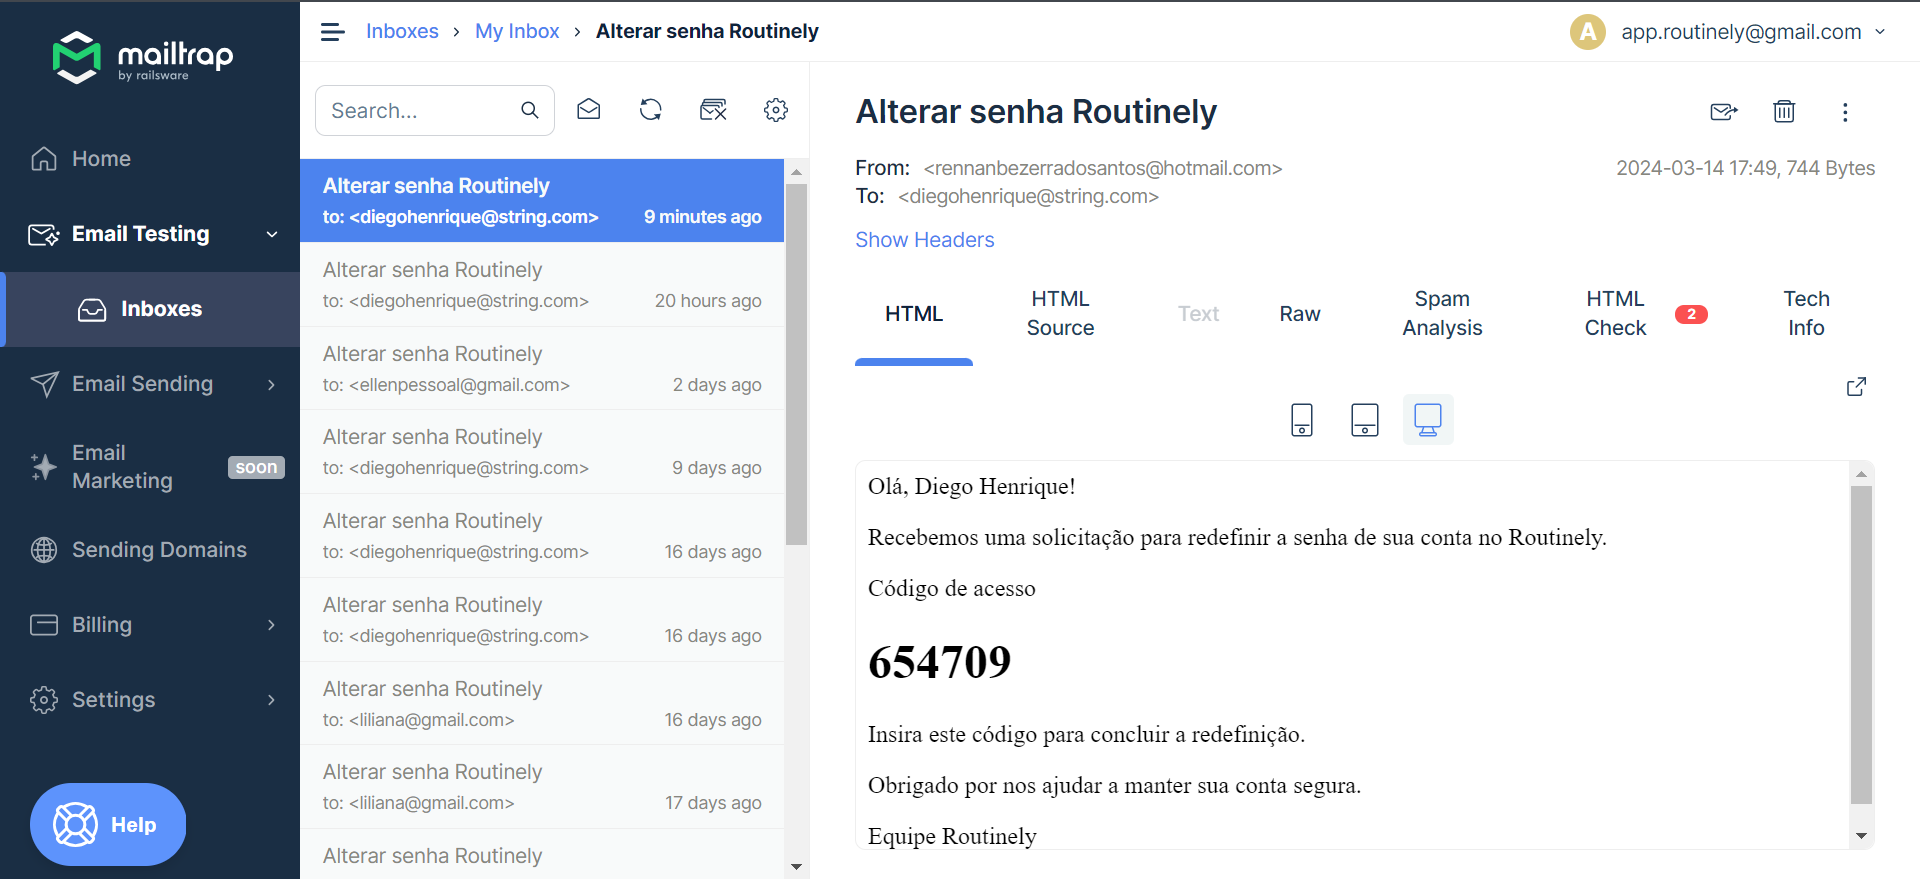 mailtrap
by railsware
Home
Email Testing
Inboxes
Email Sending
Email
Marketing
soon
Sending Domains
Billing
Settings
Help
Inboxes › My Inbox › Alterar senha Routinely
A app.routinely@gmail.com
Search...
Alterar senha Routinely
to: <diegohenrique@string.com> 9 minutes ago
Alterar senha Routinely
to: <diegohenrique@string.com> 20 hours ago
Alterar senha Routinely
to: <ellenpessoal@gmail.com> 2 days ago
Alterar senha Routinely
to: <diegohenrique@string.com> 9 days ago
Alterar senha Routinely
to: <diegohenrique@string.com> 16 days ago
Alterar senha Routinely
to: <diegohenrique@string.com> 16 days ago
Alterar senha Routinely
to: <liliana@gmail.com> 16 days ago
Alterar senha Routinely
to: <liliana@gmail.com> 17 days ago
Alterar senha Routinely
Alterar senha Routinely
From: <rennanbezerradosantos@hotmail.com> 2024-03-14 17:49, 744 Bytes
To: <diegohenrique@string.com>
Show Headers
HTML
HTML
Source
Text
Raw
Spam
Analysis
HTML
Check
2
Tech
Info
Olá, Diego Henrique!
Recebemos uma solicitação para redefinir a senha de sua conta no Routinely.
Código de acesso
654709
Insira este código para concluir a redefinição.
Obrigado por nos ajudar a manter sua conta segura.
Equipe Routinely